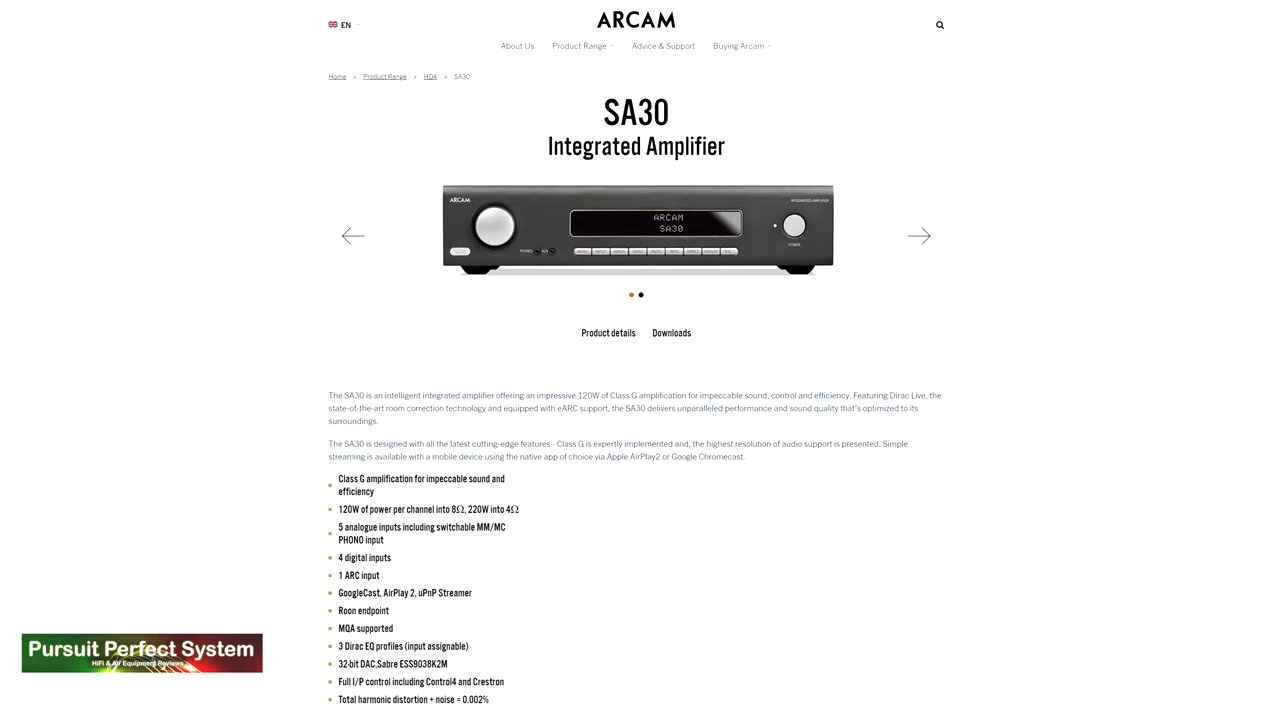 EN
ARCAM
About Us Product Range Advice & Support Buying Arcam
Home » Product Range » HDA » SA30
SA30
Integrated Amplifier
ARCAM
INTEGRATED AMPLIFIER
ARCAM
SA30
PHONES AUX
POWER
Product details Downloads
The SA30 is an intelligent integrated amplifier offering an impressive 120W of Class G amplification for impeccable sound, control and efficiency. Featuring Dirac Live, the
state-of-the-art room correction technology and equipped with eARC support, the SA30 delivers unparalleled performance and sound quality that's optimized to its
surroundings.
The SA30 is designed with all the latest cutting-edge features - Class G is expertly implemented and, the highest resolution of audio support is presented. Simple
streaming is available with a mobile device using the native app of choice via Apple AirPlay2 or Google Chromecast.
Class G amplification for impeccable sound and
efficiency
120W of power per channel into 8Ω, 220W into 4Ω
5 analogue inputs including switchable MM/MC
PHONO input
4 digital inputs
1 ARC input
GoogleCast, AirPlay 2, uPnP Streamer
Roon endpoint
MQA supported
3 Dirac EQ profiles (input assignable)
32-bit DAC,Sabre ESS9038K2M
Full I/P control including Control4 and Crestron
Total harmonic distortion + noise = 0.002%
Pursuit Perfect System
HiFi & AV Equipment Reviews